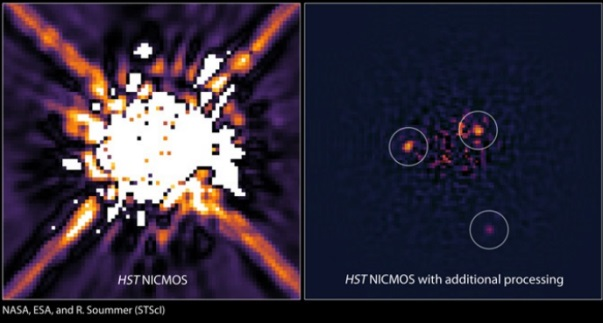 HST NICMOS
HST NICMOS with additional processing
NASA, ESA, and R. Soummer (STScI)